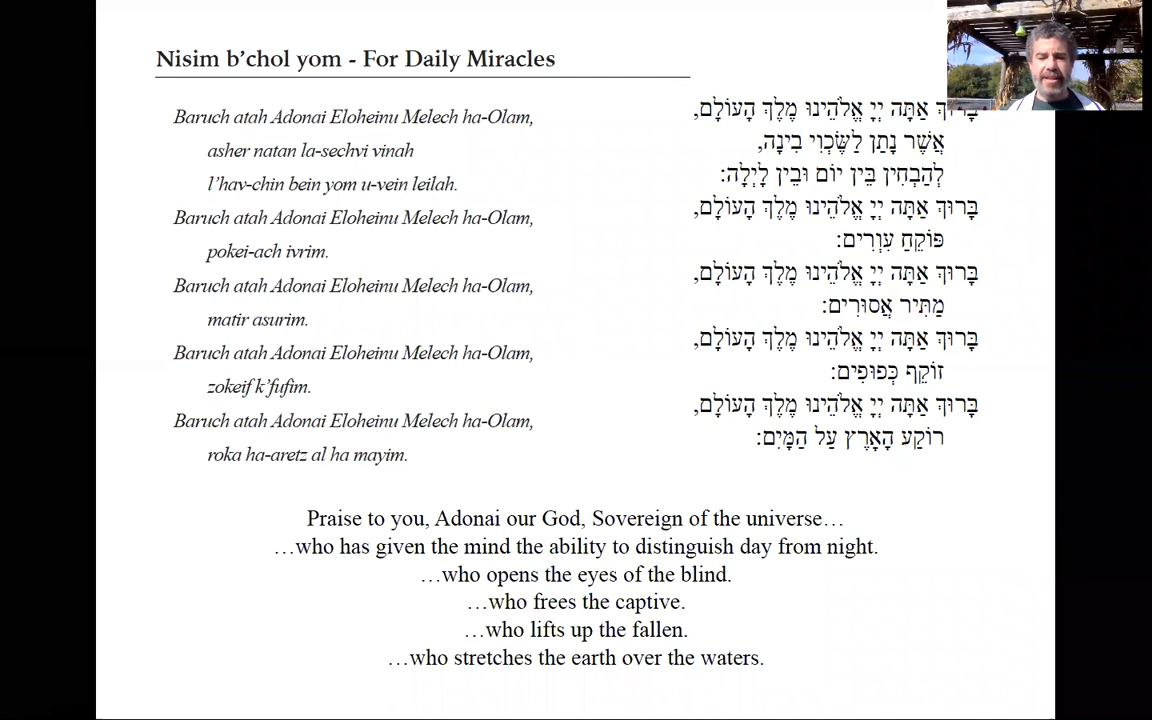 Nisim b’chol yom - For Daily Miracles
Baruch atah Adonai Eloheinu Melech ha-Olam,
asher natan la-sechvi vinah
l’hav-chin bein yom u-vein leilah.
Baruch atah Adonai Eloheinu Melech ha-Olam,
pokei-ach ivrim.
Baruch atah Adonai Eloheinu Melech ha-Olam,
matir asurim.
Baruch atah Adonai Eloheinu Melech ha-Olam,
zokeif k’fufim.
Baruch atah Adonai Eloheinu Melech ha-Olam,
roka ha-aretz al ha mayim.
בָּרוּךְ אַתָּה יְיָ אֱלֹהֵינוּ מֶלֶךְ הָעוֹלָם,
אֲשֶׁר נָתַן לַשֶּׂכְוִי בִינָה,
לְהַבְחִין בֵּין יוֹם וּבֵין לָיְלָה:
בָּרוּךְ אַתָּה יְיָ אֱלֹהֵינוּ מֶלֶךְ הָעוֹלָם,
פּוֹקֵחַ עִוְרִים:
בָּרוּךְ אַתָּה יְיָ אֱלֹהֵינוּ מֶלֶךְ הָעוֹלָם,
מַתִּיר אֲסוּרִים:
בָּרוּךְ אַתָּה יְיָ אֱלֹהֵינוּ מֶלֶךְ הָעוֹלָם,
זוֹקֵף כְּפוּפִים:
בָּרוּךְ אַתָּה יְיָ אֱלֹהֵינוּ מֶלֶךְ הָעוֹלָם,
רוֹקַע הָאָרֶץ עַל הַמָּיִם:
Praise to you, Adonai our God, Sovereign of the universe…
…who has given the mind the ability to distinguish day from night.
…who opens the eyes of the blind.
…who frees the captive.
…who lifts up the fallen.
…who stretches the earth over the waters.